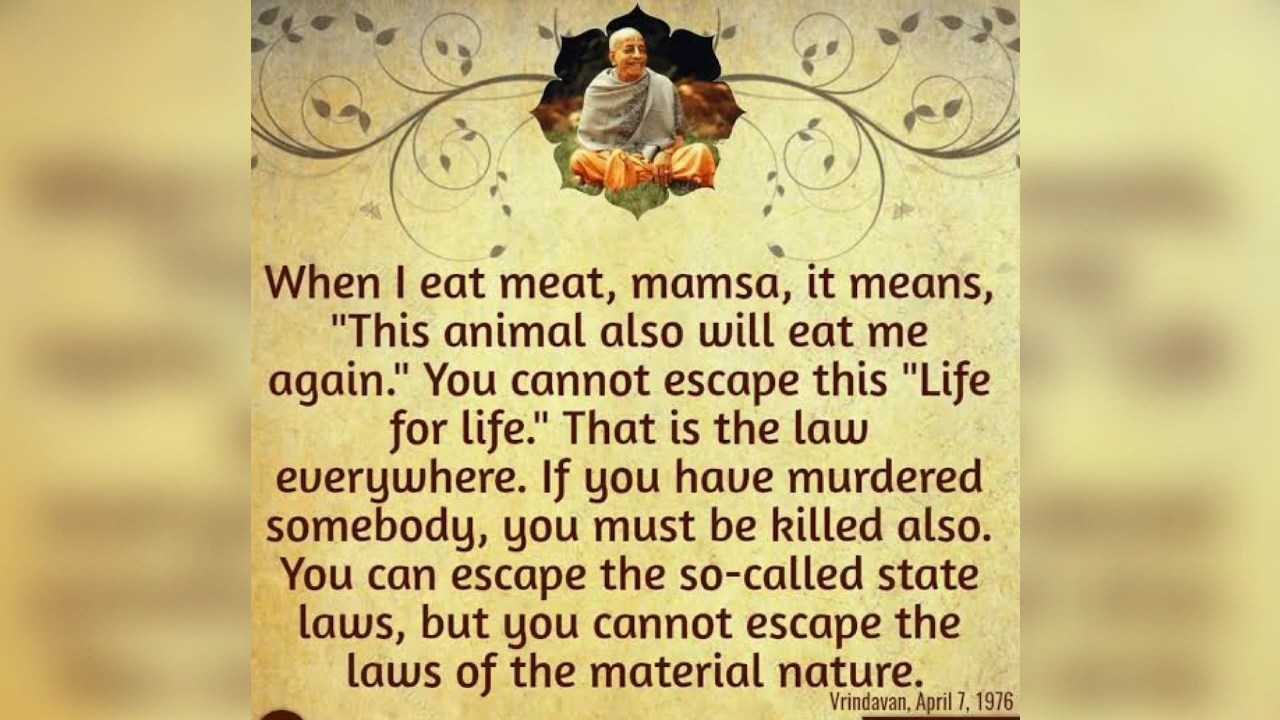 When I eat meat, mamsa, it means,
"This animal also will eat me
again." You cannot escape this "Life
for life." That is the law
everywhere. If you have murdered
somebody, you must be killed also.
You can escape the so-called state
laws, but you cannot escape the
laws of the material nature.
Vrindavan, April 7, 1976